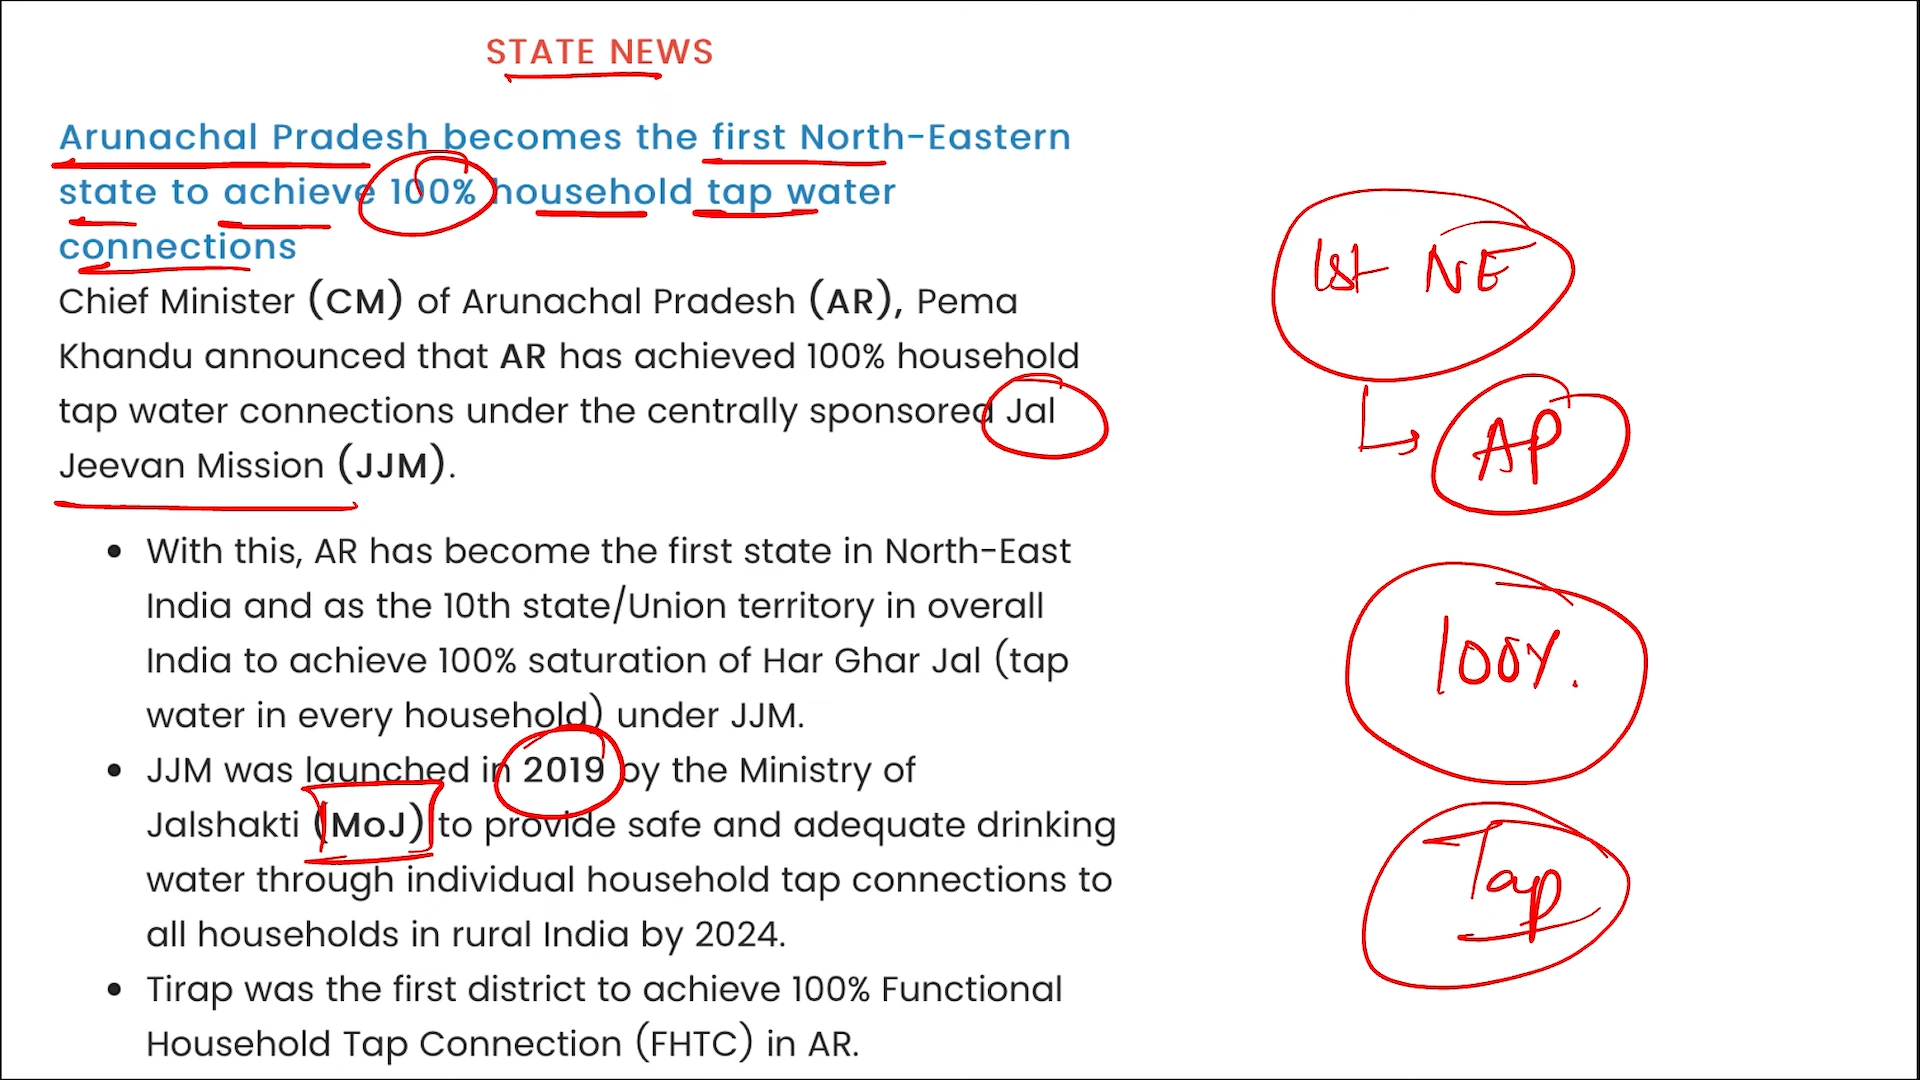 STATE NEWS
Arunachal Pradesh becomes the first North-Eastern
state to achieve 100% household tap water
connections
Chief Minister (CM) of Arunachal Pradesh (AR), Pema
Khandu announced that AR has achieved 100% household
tap water connections under the centrally sponsored Jal
Jeevan Mission (JJM).
• With this, AR has become the first state in North-East
India and as the 10th state/Union territory in overall
India to achieve 100% saturation of Har Ghar Jal (tap
water in every household) under JJM.
• JJM was launched in 2019 by the Ministry of
Jalshakti (MoJ) to provide safe and adequate drinking
water through individual household tap connections to
all households in rural India by 2024.
• Tirap was the first district to achieve 100% Functional
Household Tap Connection (FHTC) in AR.
1st NE
AP
100%.
Tap